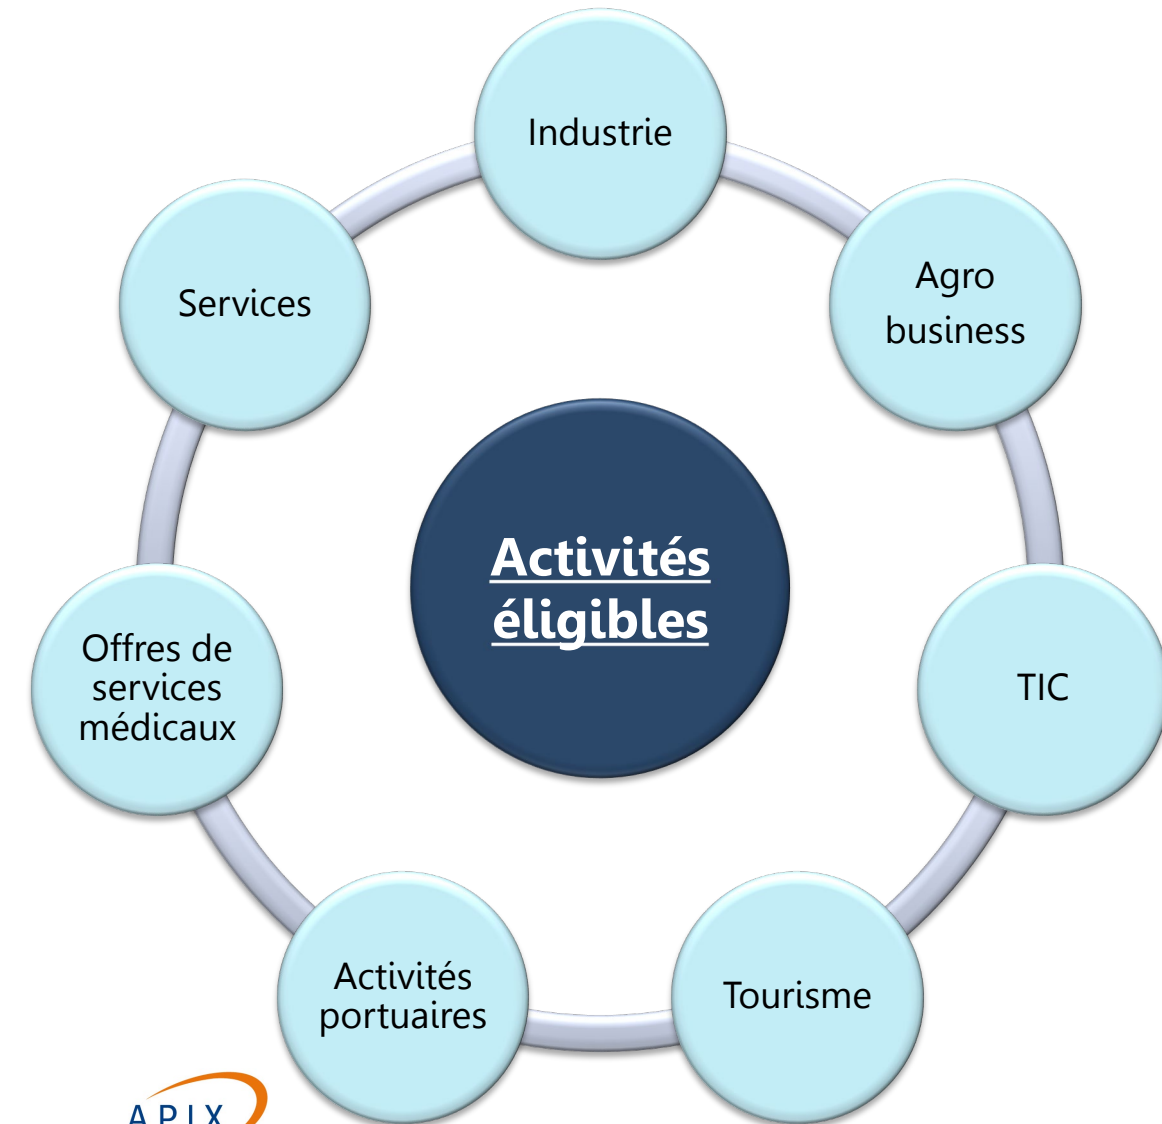 Industrie
Agro
business
Services
Activités
éligibles
Offres de
services
médicaux
TIC
Activités
portuaires
Tourisme
APIX